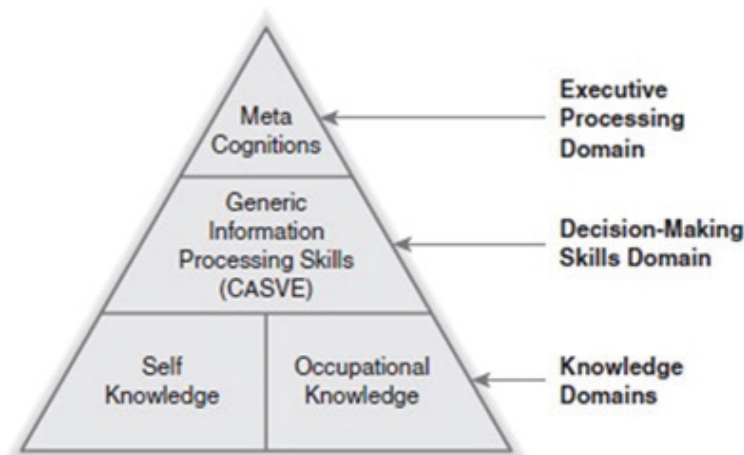 Meta
Cognitions
Executive
Processing
Domain
Generic
Information
Processing Skills
(CASVE)
Decision-Making
Skills Domain
Self
Knowledge
Occupational
Knowledge
Knowledge
Domains